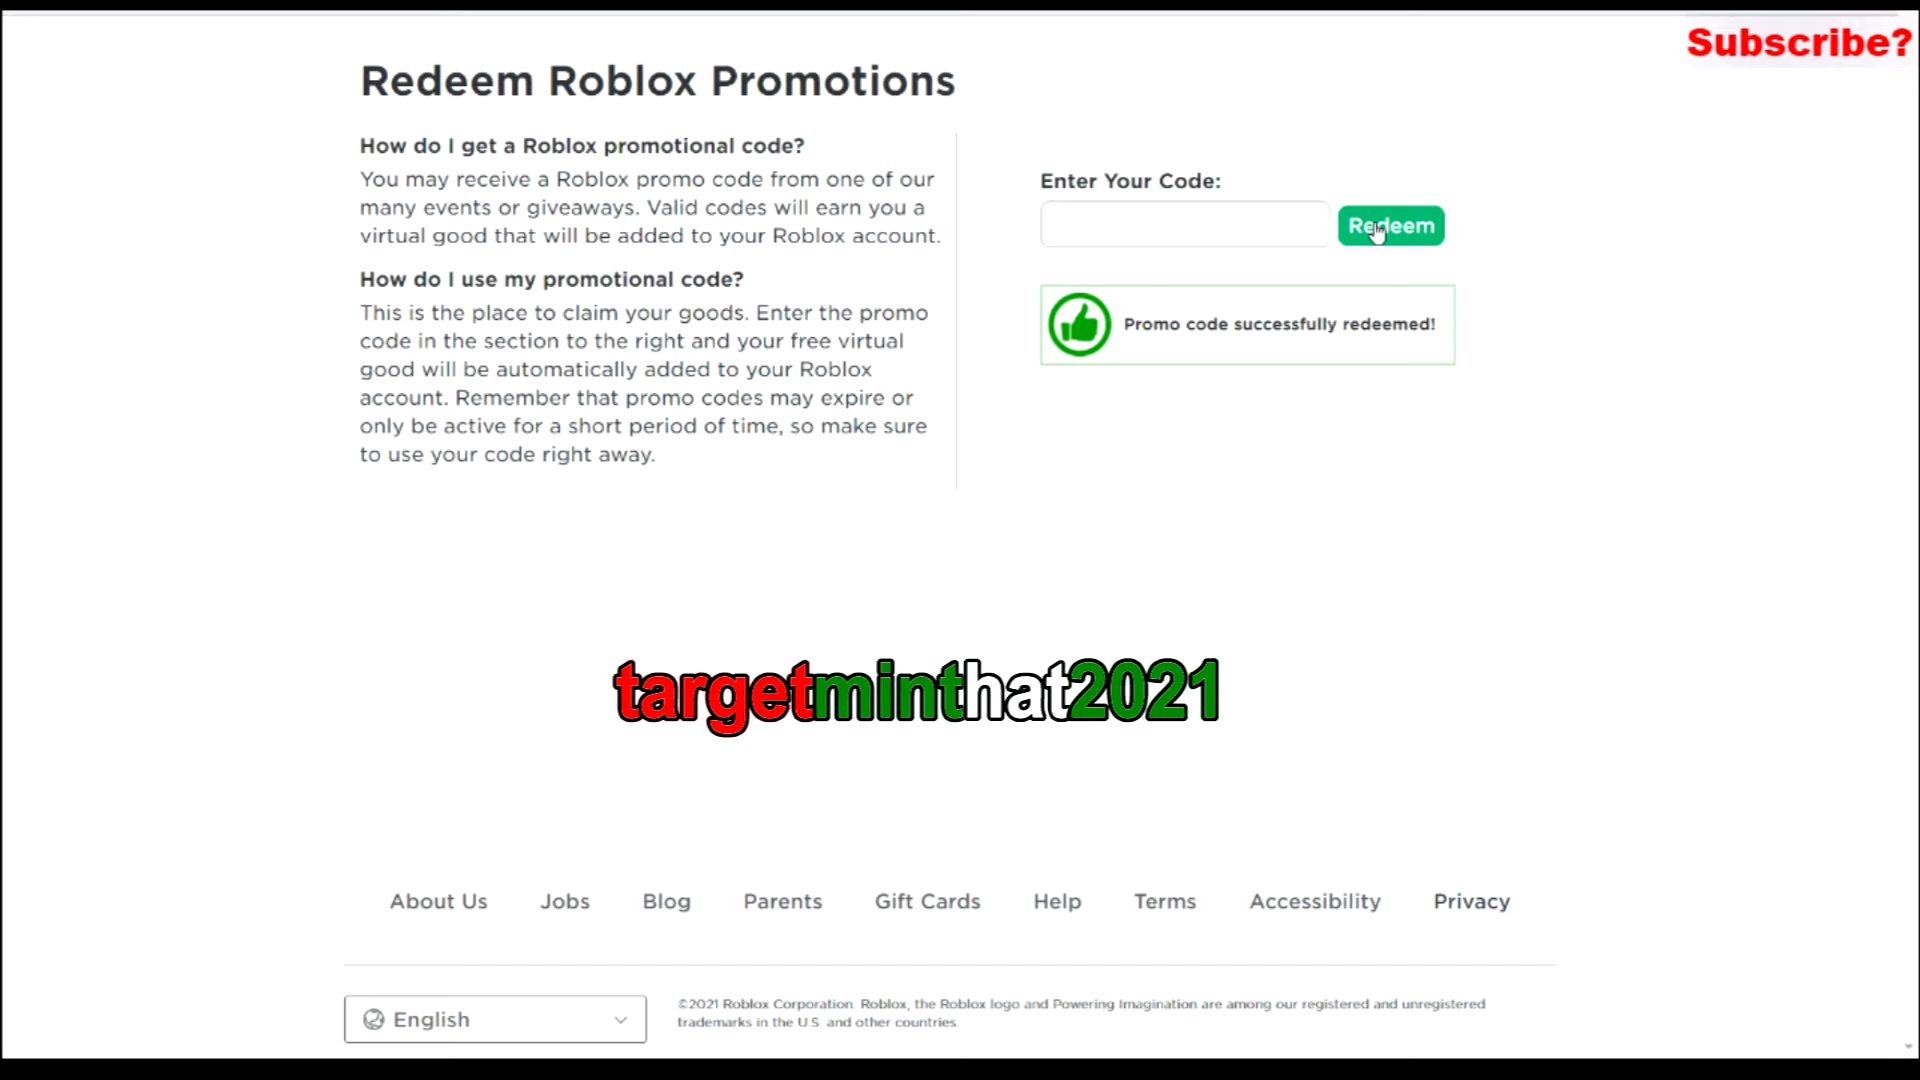 Subscribe?
Redeem Roblox Promotions
How do I get a Roblox promotional code?
You may receive a Roblox promo code from one of our
many events or giveaways. Valid codes will earn you a
virtual good that will be added to your Roblox account.
How do I use my promotional code?
This is the place to claim your goods. Enter the promo
code in the section to the right and your free virtual
good will be automatically added to your Roblox
account. Remember that promo codes may expire or
only be active for a short period of time, so make sure
to use your code right away.
Enter Your Code:
Redeem
Promo code successfully redeemed!
targetminthat2021
About Us Jobs Blog Parents Gift Cards Help Terms Accessibility Privacy
English
©2021 Roblox Corporation. Roblox, the Roblox logo and Powering Imagination are among our registered and unregistered
trademarks in the U.S. and other countries.